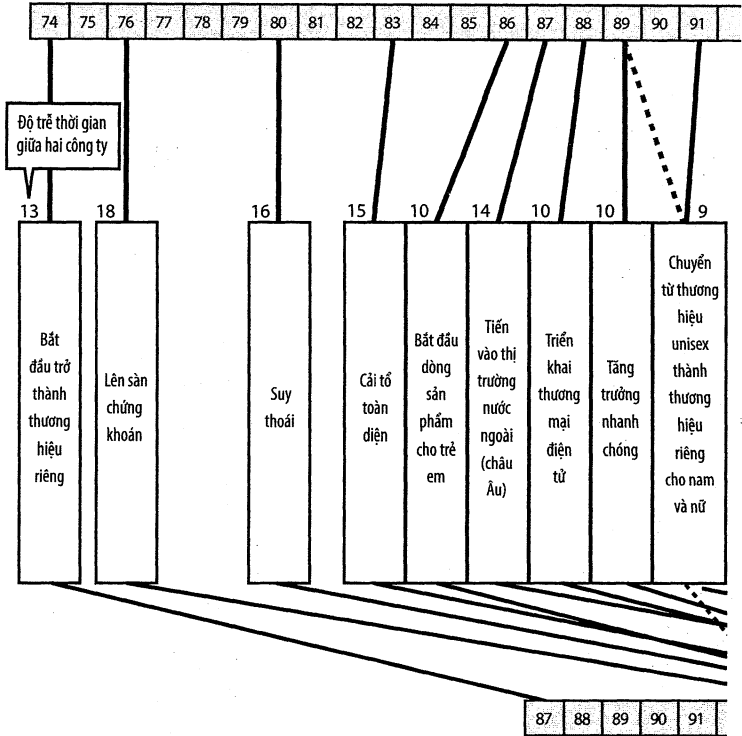 74 75 76 77 78 79 80 81 82 83 84 85 86 87 88 89 90 91
Độ trễ thời gian
giữa hai công ty
13 18 16 15 10 14 10 10 9
Bắt
đầu trở
thành
thương
hiệu
riêng
Lên sàn
chứng
khoán
Suy
thoái
Cải tổ
toàn
diện
Bắt đầu
dòng
sản
phẩm
cho trẻ
em
Tiến
vào thị
trường
nước
ngoài
(châu
Âu)
Triển
khai
thương
mại
điện
tử
Tăng
trưởng
nhanh
chóng
Chuyển
từ thương
hiệu
unisex
thành
thương
hiệu
riêng
cho nam
và nữ
87 88 89 90 91